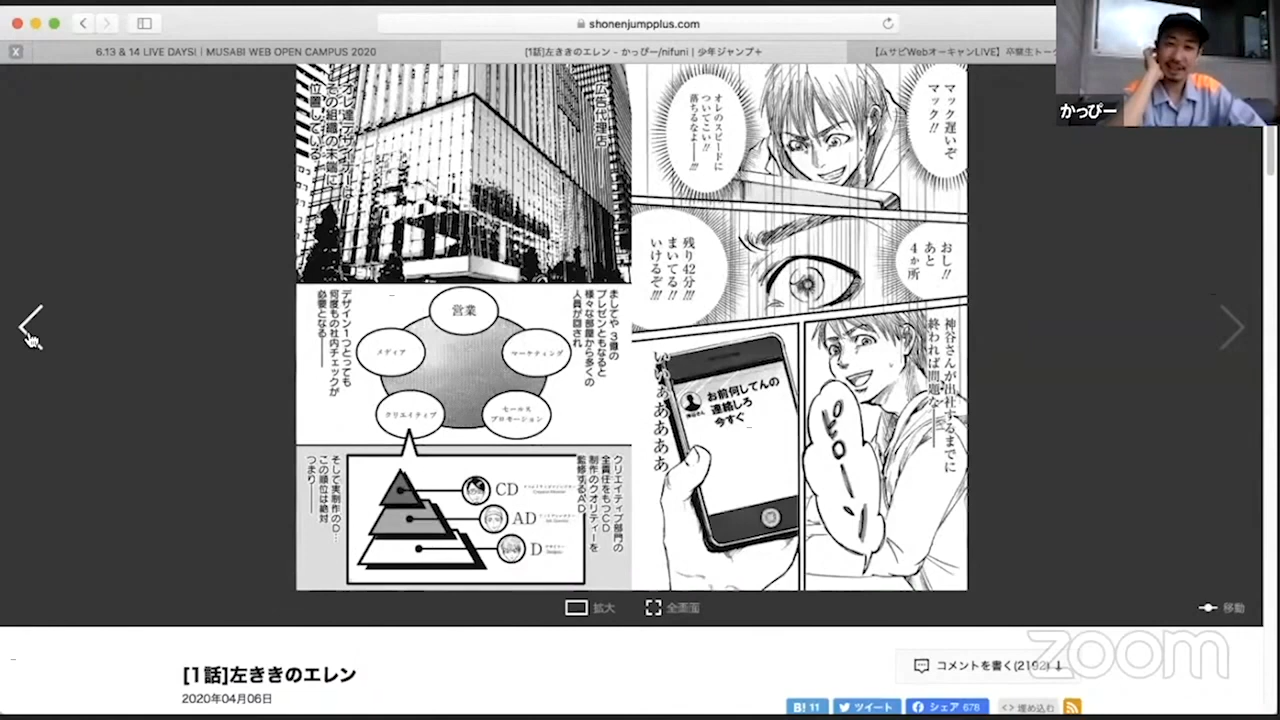 shonenjumpplus.com
X
6.13 & 14 LIVE DAYS! | MUSABI WEB OPEN CAMPUS 2020
[1話]左ききのエレン - かっぴー/nifuni | 少年ジャンプ+
【ムサビWebオーキャンLIVE】卒業生トーク
かっぴー
マック遅いぞ
マック!!
オレのスピードに
ついてこい!!
落ちるなよ――!!!
おし!!
あと
4ヵ所
残り42分!!!
まいてる!!
いけるぞ!!!
神谷さんが出社するまでに
終われば問題な――
ピロリーン
お前何してんの
連絡しろ
今すぐ
神谷さん
いいぁああああ
広告代理店
オレ達デザイナーは
その組織の末端に
位置している
ましてや3億の
プレゼンともなると
様々な部署から多くの
人員が回され
営業
メディア
マーケティング
クリエイティブ
セールス
プロモーション
デザイン1つとっても
何度もの社内チェックが
必要となる――
クリエイティブ部門の
全責任をもつCD
制作のクオリティーを
監修するAD
そして実制作のD…
この順位は絶対
つまり――
CD
AD
D
拡大
全画面
移動
[1話]左ききのエレン
2020年04月06日
コメントを書く(2192)
B! 11
ツイート
シェア 678
<> 埋め込む
zoom